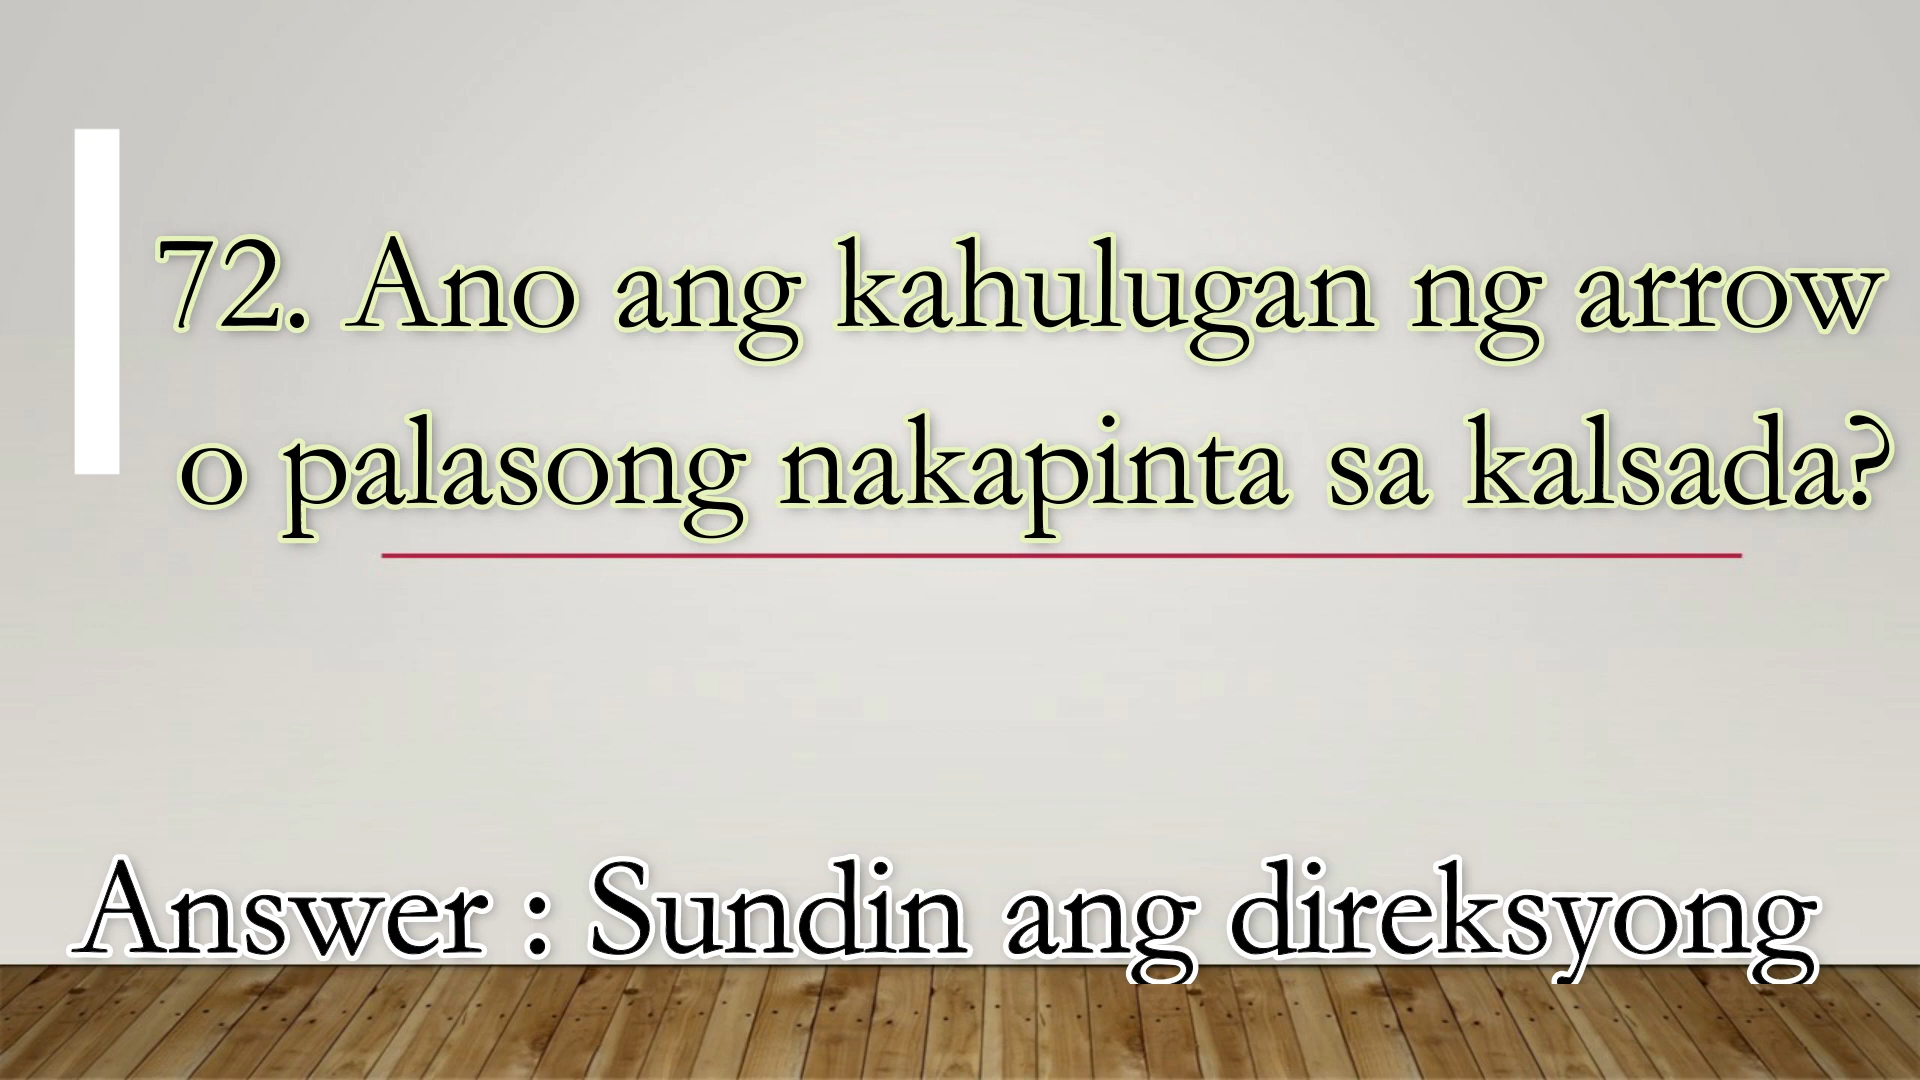 72. Ano ang kahulugan ng arrow
o palasong nakapinta sa kalsada?
Answer : Sundin ang direksyong